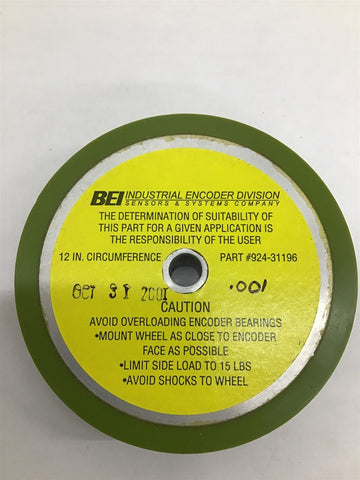 BEI INDUSTRIAL ENCODER DIVISION
SENSORS & SYSTEMS COMPANY
THE DETERMINATION OF SUITABILITY OF
THIS PART FOR A GIVEN APPLICATION IS
THE RESPONSIBILITY OF THE USER
12 IN. CIRCUMFERENCE PART #924-31196
OCT 31 2001 .001
CAUTION
AVOID OVERLOADING ENCODER BEARINGS
•MOUNT WHEEL AS CLOSE TO ENCODER
FACE AS POSSIBLE
•LIMIT SIDE LOAD TO 15 LBS
•AVOID SHOCKS TO WHEEL